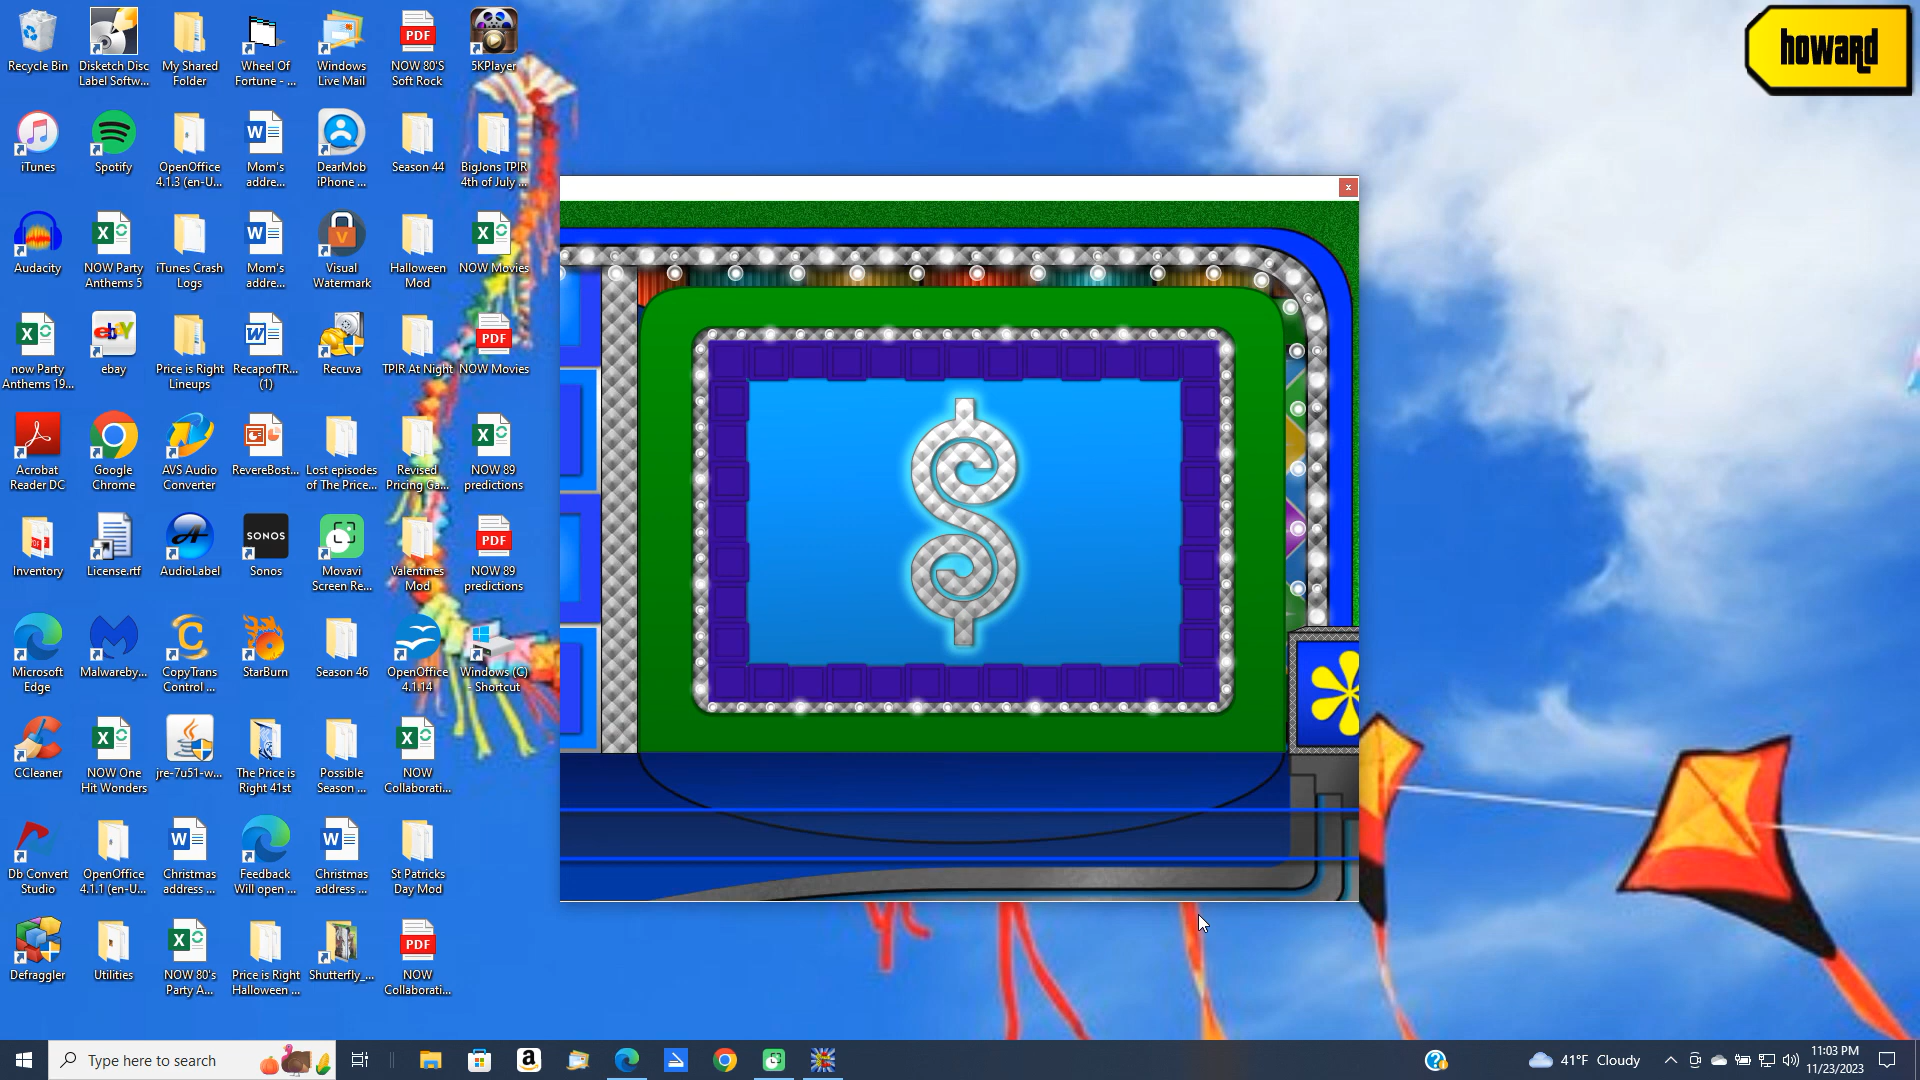 Recycle Bin
Disketch Disc
Label Softw...
My Shared
Folder
Wheel Of
Fortune - ...
Windows
Live Mail
PDF
NOW 80'S
Soft Rock
5KPlayer
howard
iTunes
Spotify
OpenOffice
4.1.3 (en-U...
Mom's
addre...
DearMob
iPhone ...
Season 44
BigJons TPIR
4th of July ...
Audacity
NOW Party
Anthems 5
iTunes Crash
Logs
Mom's
addre...
Visual
Watermark
Halloween
Mod
NOW Movies
now Party
Anthems 19...
ebay
ebay
Price is Right
Lineups
RecapofTR...
(1)
Recuva
TPIR At Night
PDF
NOW Movies
Acrobat
Reader DC
Google
Chrome
AVS Audio
Converter
RevereBost...
Lost episodes
of The Price...
Revised
Pricing Ga...
NOW 89
predictions
Inventory
License.rtf
AudioLabel
SONOS
Sonos
Movavi
Screen Re...
Valentines
Mod
PDF
NOW 89
predictions
Microsoft
Edge
Malwareby...
CopyTrans
Control ...
StarBurn
Season 46
OpenOffice
4.1.14
Windows (C)
- Shortcut
CCleaner
NOW One
Hit Wonders
jre-7u51-w...
The Price is
Right 41st
Possible
Season ...
NOW
Collaborati...
Db Convert
Studio
OpenOffice
4.1.1 (en-U...
Christmas
address ...
Feedback
Will open ...
Christmas
address ...
St Patricks
Day Mod
Defraggler
Utilities
NOW 80's
Party A...
Price is Right
Halloween ...
Shutterfly_...
PDF
NOW
Collaborati...
$
Type here to search
41°F Cloudy
11:03 PM
11/23/2023